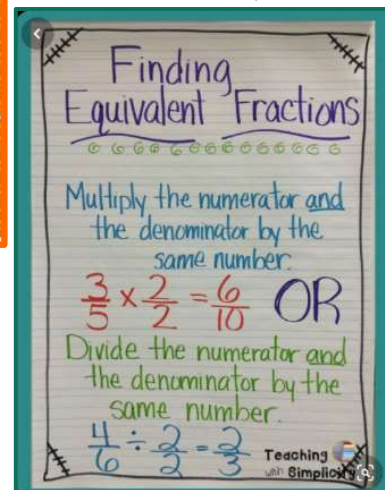 Finding
Equivalent Fractions
Multiply the numerator and
the denominator by the
same number.
3/5 × 2/2 = 6/10 OR
Divide the numerator and
the denominator by the
same number.
4/6 ÷ 2/2 = 2/3
Teaching
with Simplicity